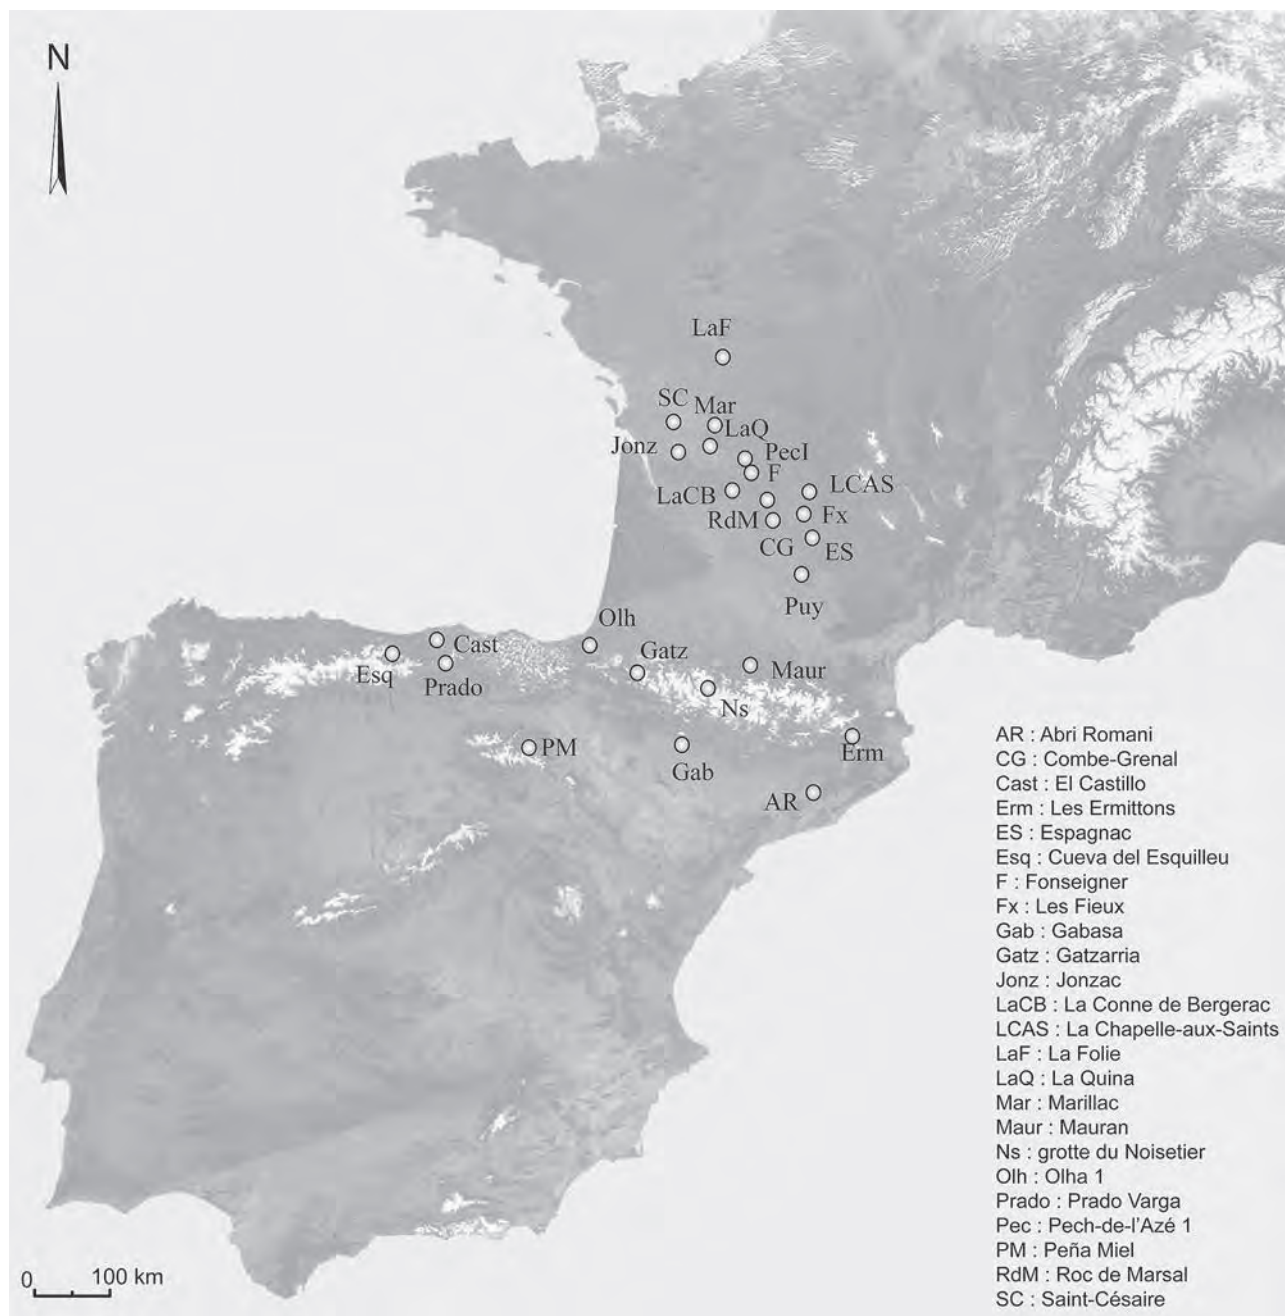 N
LaF
SC
Mar
LaQ
Jonz
PecI
F
LaCB
LCAS
RdM
Fx
CG
ES
Puy
Olh
Cast
Gatz
Esq
Prado
Maur
Ns
PM
Erm
Gab
AR
AR : Abri Romani
CG : Combe-Grenal
Cast : El Castillo
Erm : Les Ermittons
ES : Espagnac
Esq : Cueva del Esquilleu
F : Fonseigner
Fx : Les Fieux
Gab : Gabasa
Gatz : Gatzarria
Jonz : Jonzac
LaCB : La Conne de Bergerac
LCAS : La Chapelle-aux-Saints
LaF : La Folie
LaQ : La Quina
Mar : Marillac
Maur : Mauran
Ns : grotte du Noisetier
Olh : Olha 1
Prado : Prado Varga
Pec : Pech-de-l'Azé 1
PM : Peña Miel
RdM : Roc de Marsal
SC : Saint-Césaire
0 100 km